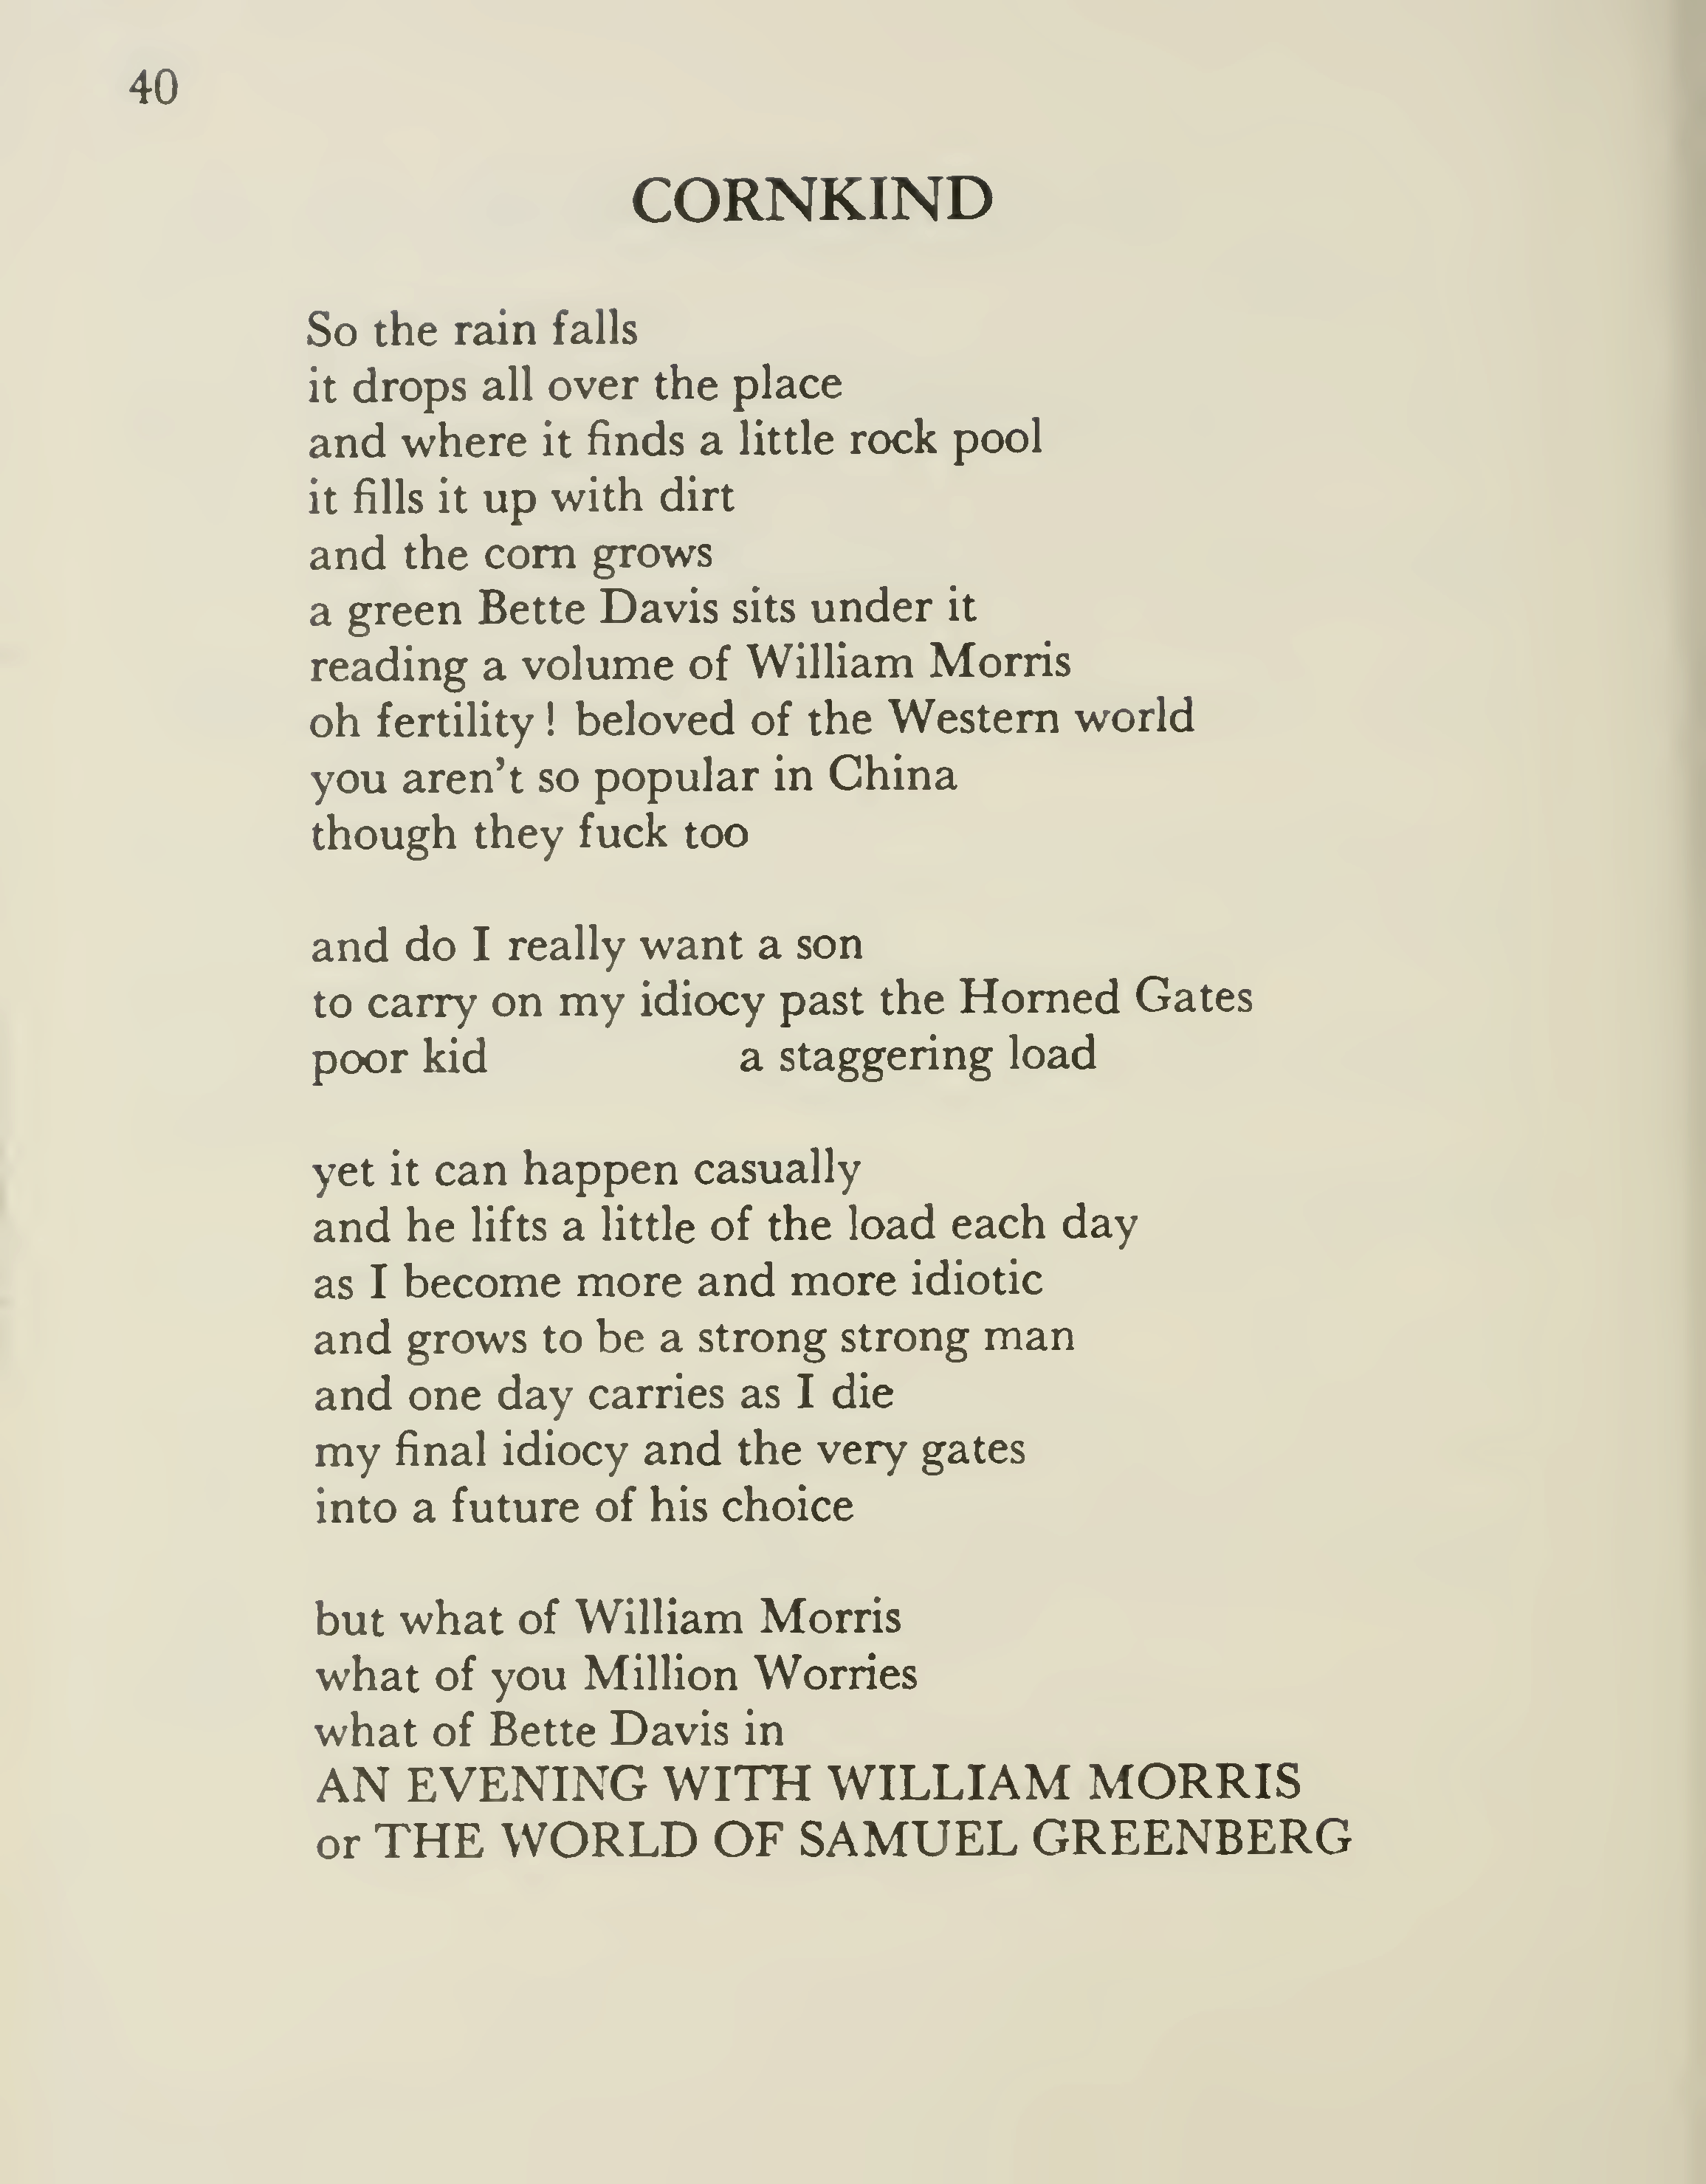 40
CORNKIND
So the rain falls
it drops all over the place
and where it finds a little rock pool
it fills it up with dirt
and the corn grows
a green Bette Davis sits under it
reading a volume of William Morris
oh fertility ! beloved of the Western world
you aren't so popular in China
though they fuck too
and do I really want a son
to carry on my idiocy past the Horned Gates
poor kid a staggering load
yet it can happen casually
and he lifts a little of the load each day
as I become more and more idiotic
and grows to be a strong strong man
and one day carries as I die
my final idiocy and the very gates
into a future of his choice
but what of William Morris
what of you Million Worries
what of Bette Davis in
AN EVENING WITH WILLIAM MORRIS
or THE WORLD OF SAMUEL GREENBERG